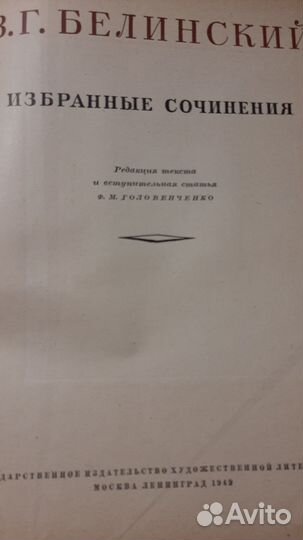 В.Г. БЕЛИНСКИЙ
ИЗБРАННЫЕ СОЧИНЕНИЯ
Редакция текста
и вступительная статья
Ф. М. ГОЛОВЕНЧЕНКО
ДАРСТВЕННОЕ ИЗДАТЕЛЬСТВО ХУДОЖЕСТВЕННОЙ ЛИТЕ
МОСКВА ЛЕНИНГРАД 1949
Avito